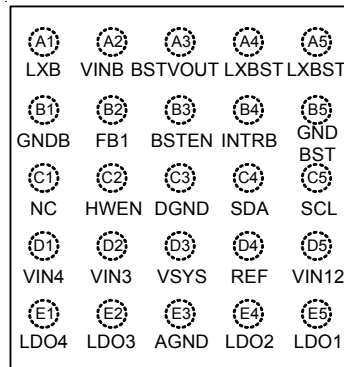 A1 A2 A3 A4 A5
LXB VINB BSTVOUT LXBST LXBST
B1 B2 B3 B4 B5
GNDB FB1 BSTEN INTRB GND
BST
C1 C2 C3 C4 C5
NC HWEN DGND SDA SCL
D1 D2 D3 D4 D5
VIN4 VIN3 VSYS REF VIN12
E1 E2 E3 E4 E5
LDO4 LDO3 AGND LDO2 LDO1